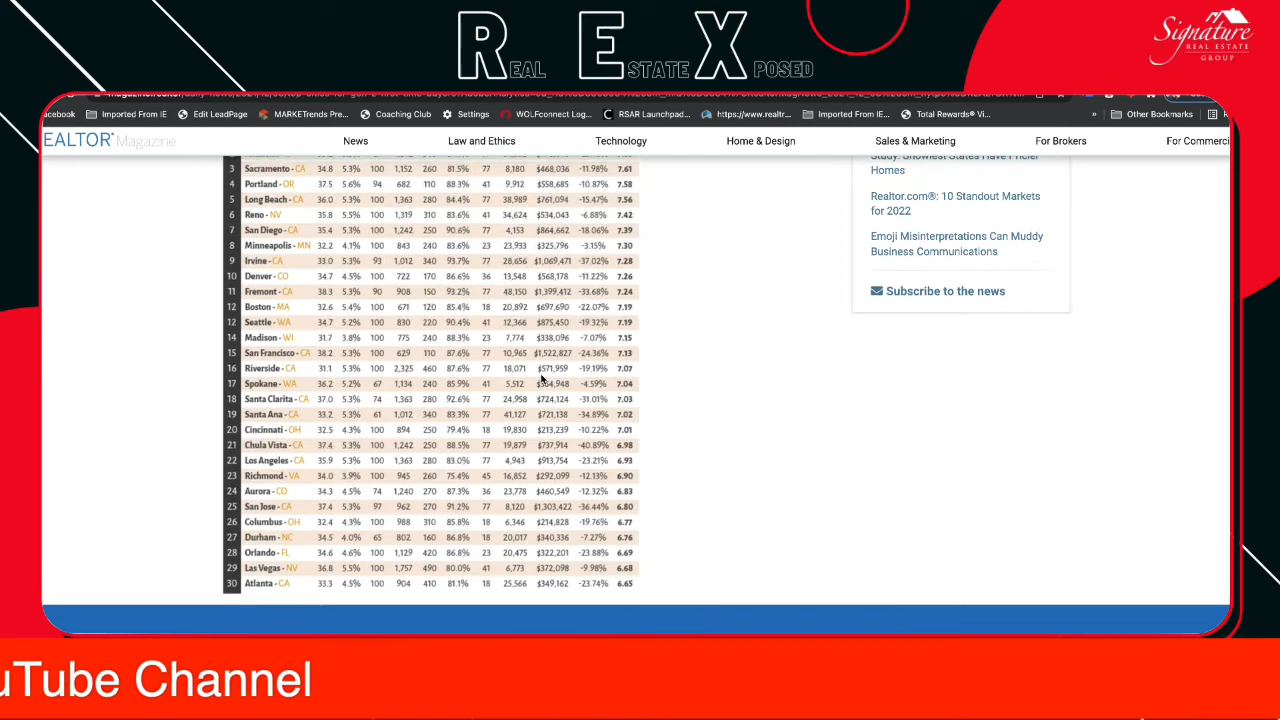 REAL ESTATE XPOSED
Signature
REAL ESTATE
GROUP
acebook Imported From IE Edit LeadPage MARKETrends Pre... Coaching Club Settings WOLFconnect Log... RSAR Launchpad... https://www.realtr... Imported From IE... Total Rewards® Vi... » Other Bookmarks
EALTOR® Magazine News Law and Ethics Technology Home & Design Sales & Marketing For Brokers For Commerci
3 Sacramento - CA 34.8 5.3% 100 1,152 260 81.5% 77 8,180 $468,036 -11.98% 7.61
4 Portland - OR 37.5 5.6% 94 682 110 88.3% 41 9,912 $558,685 -10.87% 7.58
5 Long Beach - CA 36.0 5.3% 100 1,363 280 84.4% 77 38,989 $761,094 -15.47% 7.56
6 Reno - NV 35.8 5.5% 100 1,319 310 83.6% 41 34,624 $534,043 -6.88% 7.42
7 San Diego - CA 35.4 5.3% 100 1,242 250 90.6% 77 4,153 $864,662 -18.06% 7.39
8 Minneapolis - MN 32.2 4.1% 100 843 240 83.6% 23 23,933 $325,796 -3.15% 7.30
9 Irvine - CA 33.0 5.3% 93 1,012 340 93.7% 77 28,656 $1,069,471 -37.02% 7.28
10 Denver - CO 34.7 4.5% 100 722 170 86.6% 36 13,548 $568,178 -11.22% 7.26
11 Fremont - CA 38.3 5.3% 90 908 150 93.2% 77 48,150 $1,399,412 -33.68% 7.24
12 Boston - MA 32.6 5.4% 100 671 120 85.4% 18 20,892 $697,690 -22.07% 7.19
12 Seattle - WA 34.7 5.2% 100 830 220 90.4% 41 12,366 $875,450 -19.32% 7.19
14 Madison - WI 31.7 3.8% 100 775 240 88.3% 23 7,774 $338,096 -7.07% 7.15
15 San Francisco - CA 38.2 5.3% 100 629 110 87.6% 77 10,965 $1,522,827 -24.36% 7.13
16 Riverside - CA 31.1 5.3% 100 2,325 460 87.6% 77 18,071 $571,959 -19.19% 7.07
17 Spokane - WA 36.2 5.2% 67 1,134 240 85.9% 41 5,512 -4.59% 7.04
18 Santa Clarita - CA 37.0 5.3% 74 1,363 280 92.6% 77 24,958 $724,124 -31.01% 7.03
19 Santa Ana - CA 33.2 5.3% 61 1,012 340 83.3% 77 41,127 $721,138 -34.89% 7.02
20 Cincinnati - OH 32.5 4.3% 100 894 250 79.4% 18 19,830 $213,239 -10.22% 7.01
21 Chula Vista - CA 37.4 5.3% 100 1,242 250 88.5% 77 19,879 $737,914 -40.89% 6.98
22 Los Angeles - CA 35.9 5.3% 100 1,363 280 83.0% 77 4,943 $913,754 -23.21% 6.93
23 Richmond - VA 34.0 3.9% 100 945 260 75.4% 45 16,852 $292,099 -12.13% 6.90
24 Aurora - CO 34.3 4.5% 74 1,240 270 87.3% 36 23,778 $460,549 -12.32% 6.83
25 San Jose - CA 37.4 5.3% 97 962 270 91.2% 77 8,120 $1,303,422 -36.44% 6.80
26 Columbus - OH 32.4 4.3% 100 988 310 85.8% 18 6,346 $214,828 -19.76% 6.77
27 Durham - NC 34.5 4.0% 65 802 160 86.8% 18 20,017 $340,336 -7.27% 6.76
28 Orlando - FL 34.6 4.6% 100 1,129 420 86.8% 23 20,475 $322,201 -23.88% 6.69
29 Las Vegas - NV 36.8 5.5% 100 1,757 490 80.0% 41 6,773 $372,098 -9.98% 6.68
30 Atlanta - GA 33.3 4.5% 100 904 410 81.1% 18 25,566 $349,162 -23.74% 6.65
Homes
Realtor.com®: 10 Standout Markets
for 2022
Emoji Misinterpretations Can Muddy
Business Communications
Subscribe to the news
uTube Channel